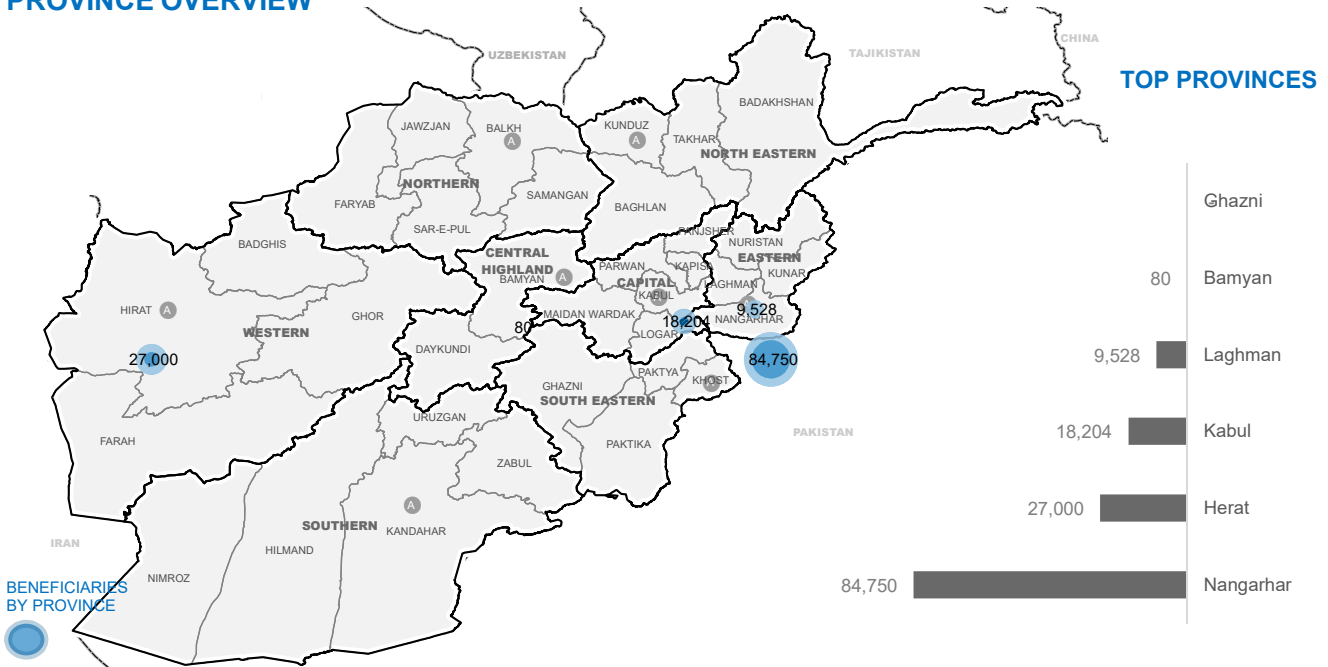 PROVINCE OVERVIEW
UZBEKISTAN
TAJIKISTAN
CHINA
TOP PROVINCES
BADAKHSHAN
JAWZJAN
BALKH
A
KUNDUZ
A
TAKHAR
NORTH EASTERN
NORTHERN
SAMANGAN
FARYAB
BAGHLAN
SAR-E-PUL
PANJSHER
NURISTAN
BADGHIS
CENTRAL
HIGHLAND
BAMYAN
A
PARWAN
KAPISA
EASTERN
KUNAR
CAPITAL
LAGHMAN
KABUL
A
HIRAT
A
GHOR
WESTERN
MAIDAN WARDAK
80
18,204
9,528
NANGARHAR
LOGAR
DAYKUNDI
27,000
84,750
PAKTYA
KHOST
A
GHAZNI
SOUTH EASTERN
URUZGAN
PAKISTAN
FARAH
PAKTIKA
ZABUL
A
SOUTHERN
KANDAHAR
IRAN
HILMAND
NIMROZ
BENEFICIARIES
BY PROVINCE
Ghazni
80 Bamyan
9,528 Laghman
18,204 Kabul
27,000 Herat
84,750 Nangarhar